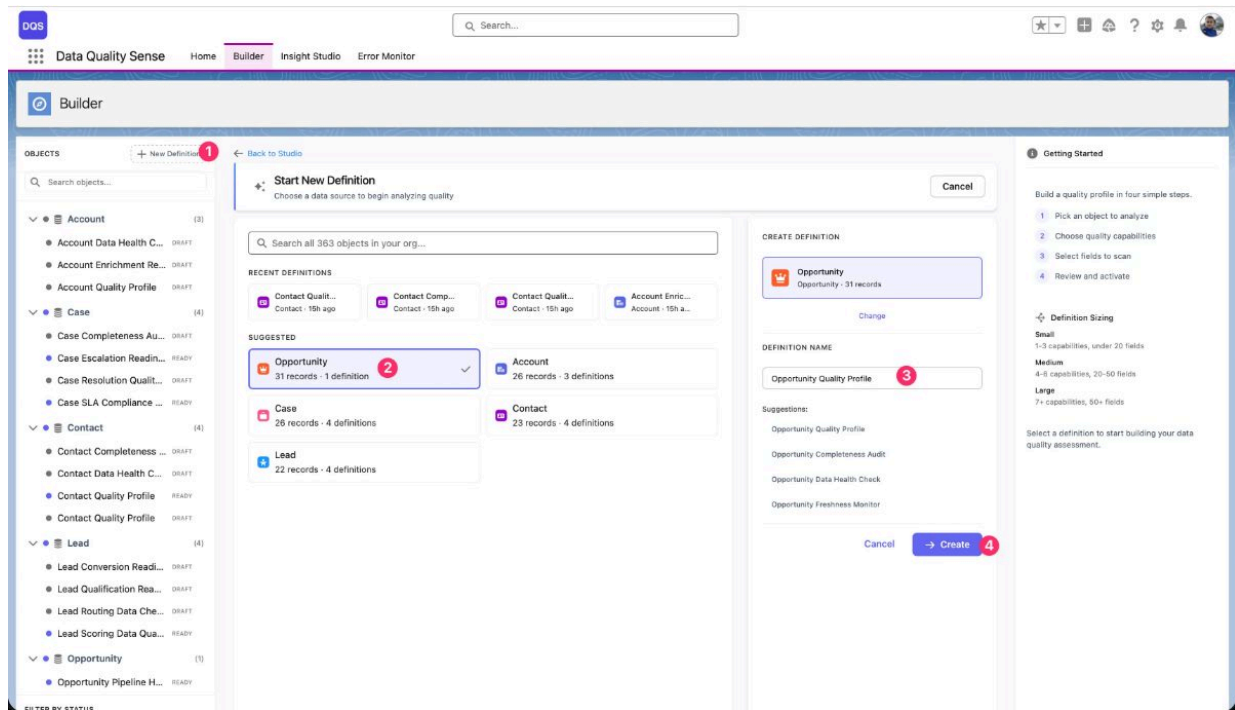 DQS
Search...
Data Quality Sense
Home
Builder
Insight Studio
Error Monitor
Builder
OBJECTS
+ New Definition
1
Search objects...
Account (3)
Account Data Health C... DRAFT
Account Enrichment Re... DRAFT
Account Quality Profile DRAFT
Case (4)
Case Completeness Au... DRAFT
Case Escalation Readin... READY
Case Resolution Qualit... DRAFT
Case SLA Compliance ... READY
Contact (4)
Contact Completeness ... DRAFT
Contact Data Health C... DRAFT
Contact Quality Profile READY
Contact Quality Profile DRAFT
Lead (4)
Lead Conversion Readi... DRAFT
Lead Qualification Rea... DRAFT
Lead Routing Data Che... DRAFT
Lead Scoring Data Qua... READY
Opportunity (1)
Opportunity Pipeline H... READY
FILTER BY STATUS
← Back to Studio
Start New Definition
Choose a data source to begin analyzing quality
Cancel
Search all 363 objects in your org...
RECENT DEFINITIONS
Contact Qualit...
Contact · 15h ago
Contact Comp...
Contact · 15h ago
Contact Qualit...
Contact · 15h ago
Account Enric...
Account · 15h a...
SUGGESTED
Opportunity
31 records · 1 definition
2
Account
26 records · 3 definitions
Case
26 records · 4 definitions
Contact
23 records · 4 definitions
Lead
22 records · 4 definitions
CREATE DEFINITION
Opportunity
Opportunity · 31 records
Change
DEFINITION NAME
Opportunity Quality Profile
3
Suggestions:
Opportunity Quality Profile
Opportunity Completeness Audit
Opportunity Data Health Check
Opportunity Freshness Monitor
Cancel
→ Create
4
Getting Started
Build a quality profile in four simple steps.
1 Pick an object to analyze
2 Choose quality capabilities
3 Select fields to scan
4 Review and activate
Definition Sizing
Small
1-3 capabilities, under 20 fields
Medium
4-6 capabilities, 20-50 fields
Large
7+ capabilities, 50+ fields
Select a definition to start building your data
quality assessment.